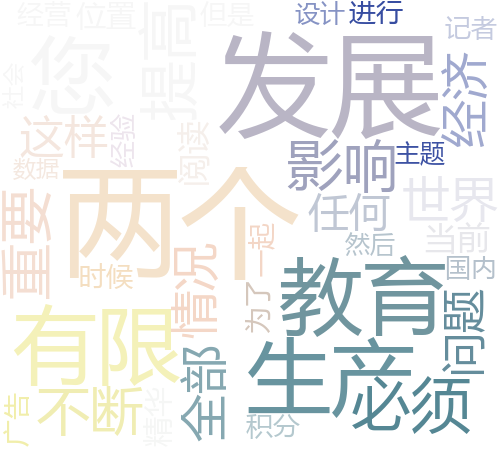 经营
位置
但是
设计
进行
记者
提高
您
发展
经济
社会
这样
经验
阅读
影响
主题
数据
两个
任何
世界
重要
时候
情况
为了
一起
然后
当前
国内
教育
有限
问题
全部
生产
必须
不断
广告
精华
积分